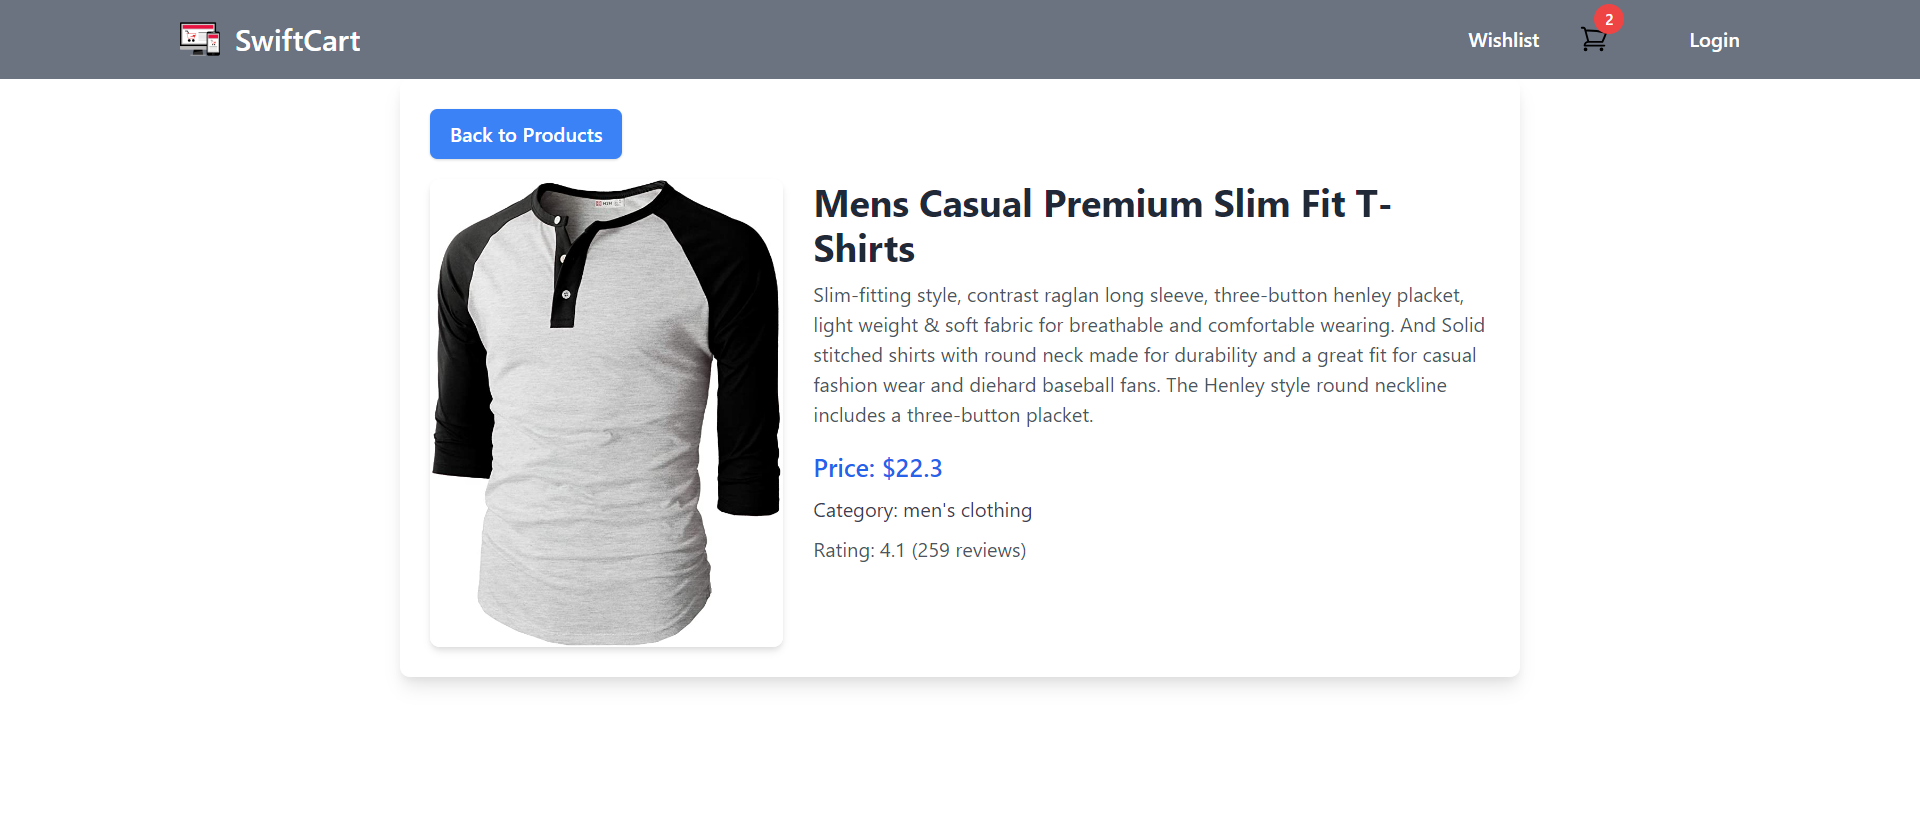 SwiftCart
Wishlist
2
Login
Back to Products
Mens Casual Premium Slim Fit T-
Shirts
Slim-fitting style, contrast raglan long sleeve, three-button henley placket,
light weight & soft fabric for breathable and comfortable wearing. And Solid
stitched shirts with round neck made for durability and a great fit for casual
fashion wear and diehard baseball fans. The Henley style round neckline
includes a three-button placket.
Price: $22.3
Category: men's clothing
Rating: 4.1 (259 reviews)